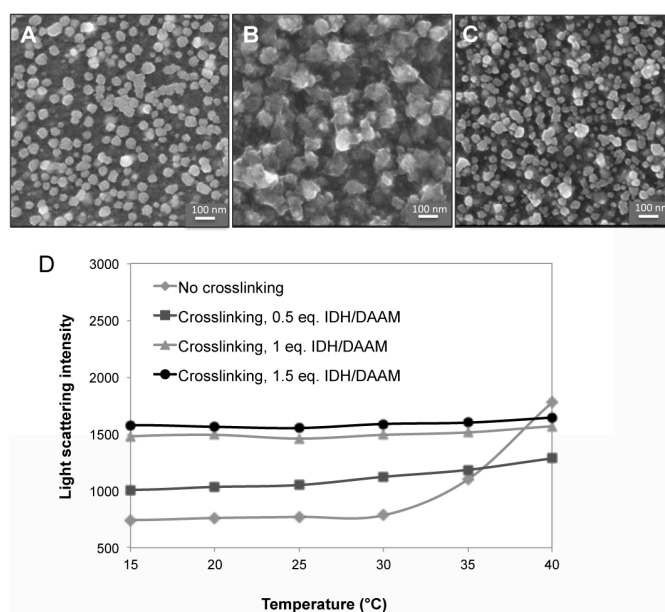 A B C
100 nm 100 nm 100 nm
D
3000
No crosslinking
2500
Crosslinking, 0.5 eq. IDH/DAAM
Crosslinking, 1 eq. IDH/DAAM
2000
Crosslinking, 1.5 eq. IDH/DAAM
1500
1000
500
Light scattering intensity
15 20 25 30 35 40
Temperature (°C)